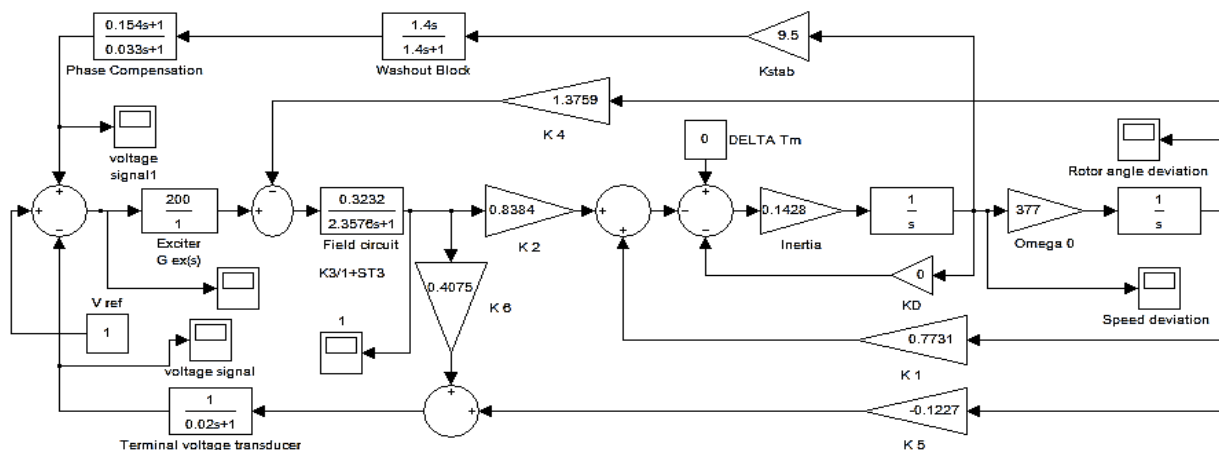 0.154s+1
0.033s+1
Phase Compensation
1.4s
1.4s+1
Washout Block
9.5
Kstab
1.3759
K 4
voltage
signal1
0
DELTA Tm
Rotor angle deviation
+
+
−
200
1
Exciter
G ex(s)
−
+
0.3232
2.3576s+1
Field circuit
K3/1+ST3
0.8384
K 2
+
+
+
−
−
0.1428
Inertia
1
s
377
Omega 0
1
s
0.4075
K 6
0
KD
Speed deviation
V ref
1
voltage signal
1
0.7731
K 1
1
0.02s+1
Terminal voltage transducer
+
+
-0.1227
K 5